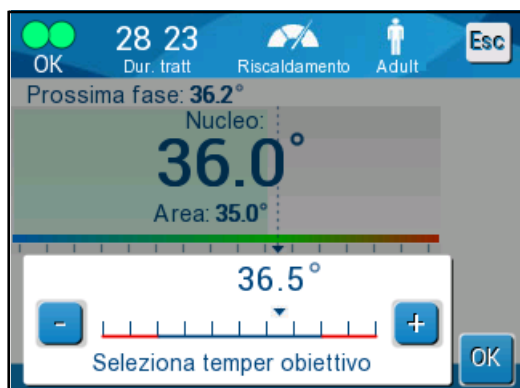 28 23
Esc
OK
Dur. tratt
Riscaldamento
Adult
Prossima fase: 36.2°
Nucleo:
36.0°
Area: 35.0°
36.5°
-
+
Seleziona temper obiettivo
OK